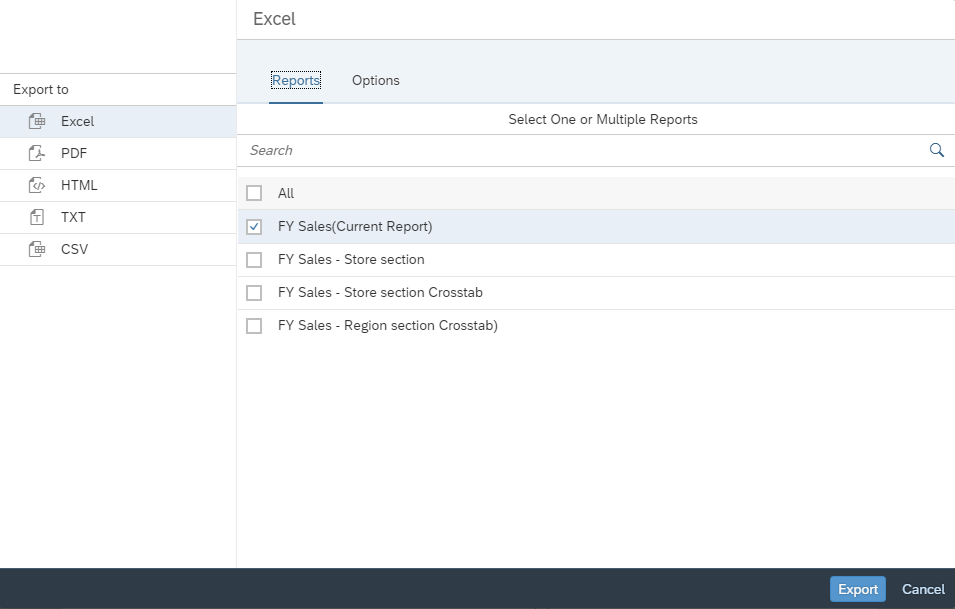 Excel
Reports
Options
Export to
Select One or Multiple Reports
Excel
Search
PDF
HTML
All
TXT
FY Sales(Current Report)
CSV
FY Sales - Store section
FY Sales - Store section Crosstab
FY Sales - Region section Crosstab)
Export
Cancel